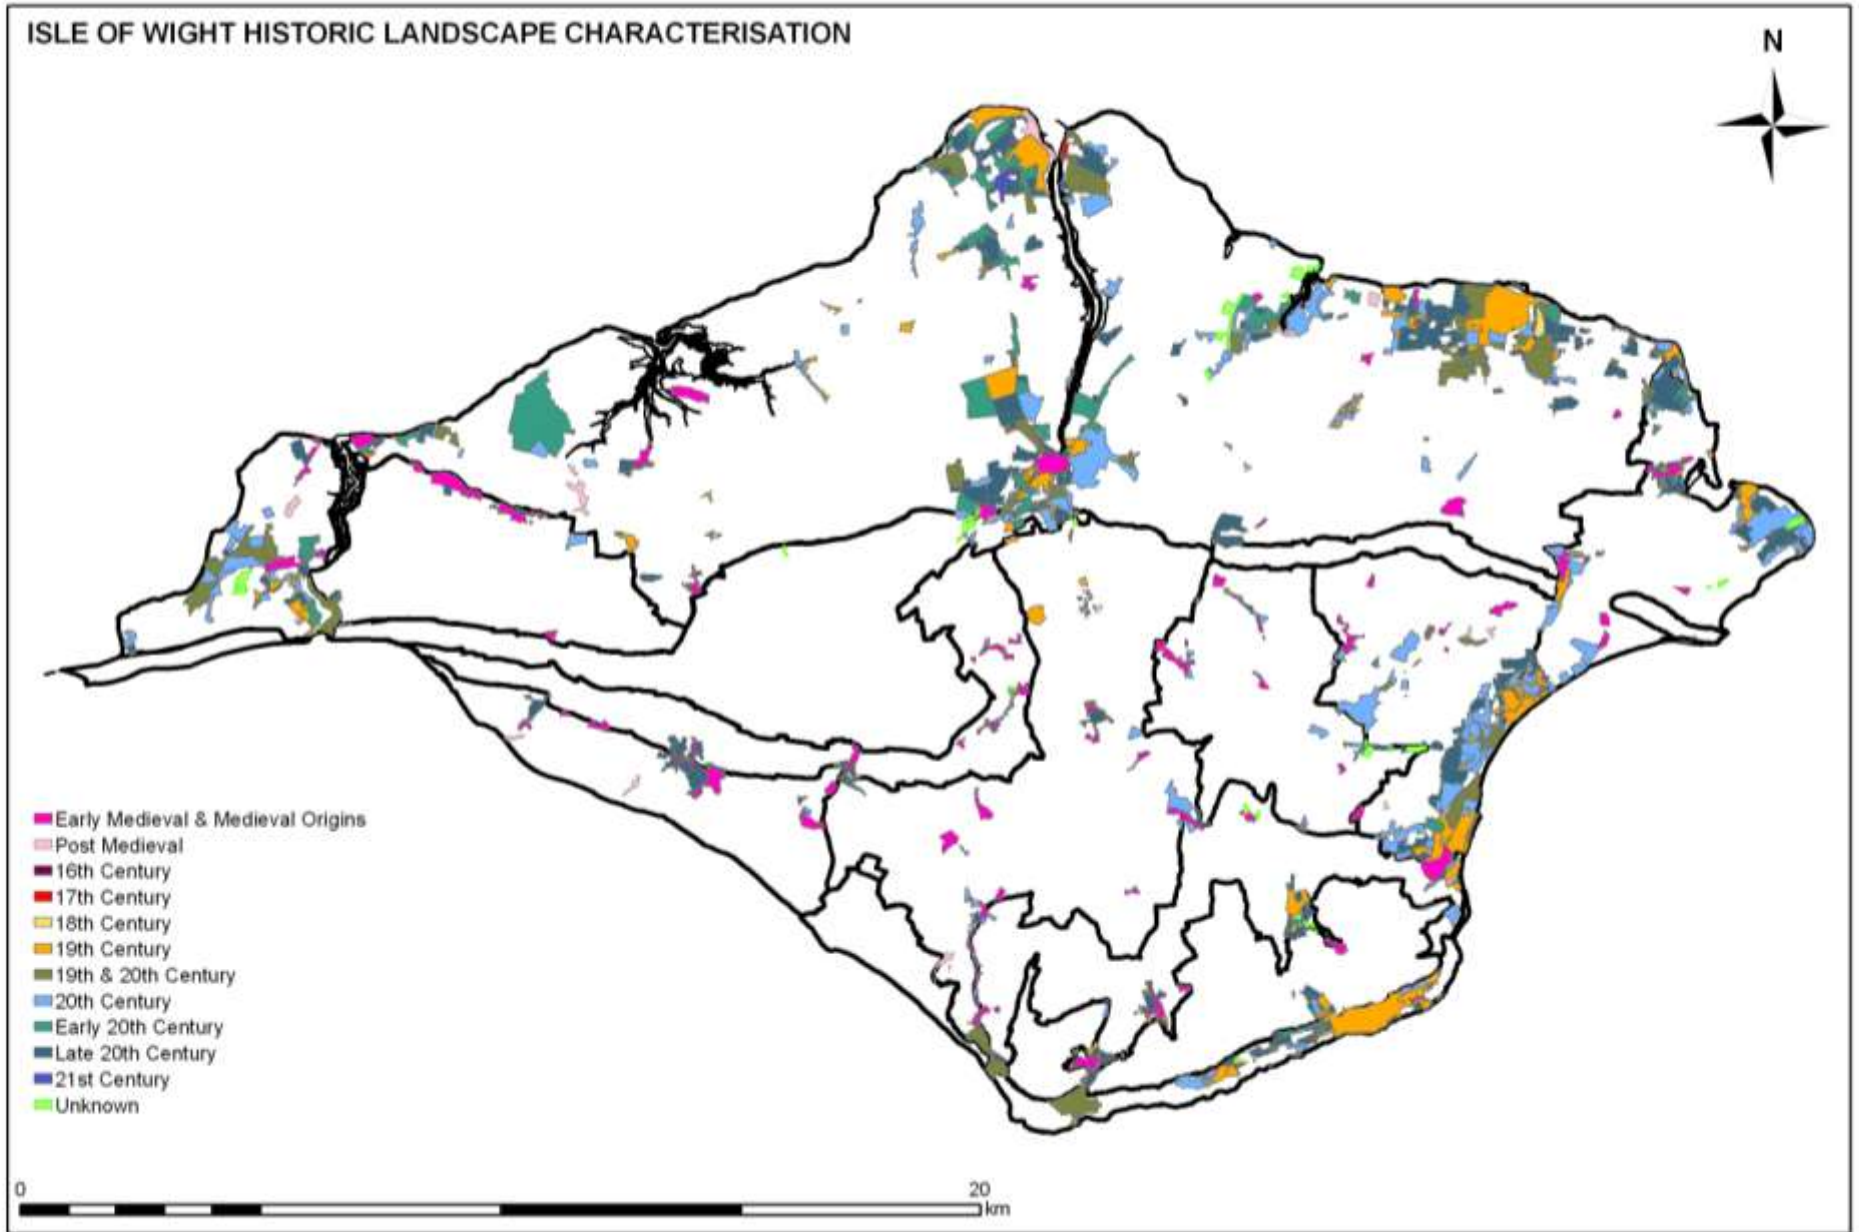 ISLE OF WIGHT HISTORIC LANDSCAPE CHARACTERISATION
N
Early Medieval & Medieval Origins
Post Medieval
16th Century
17th Century
18th Century
19th Century
19th & 20th Century
20th Century
Early 20th Century
Late 20th Century
21st Century
Unknown
0 20
km